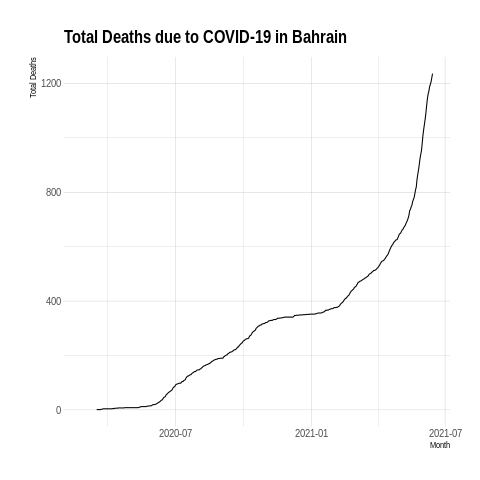 Total Deaths due to COVID-19 in Bahrain
Total Deaths
1200
800
400
0
2020-07
2021-01
2021-07
Month